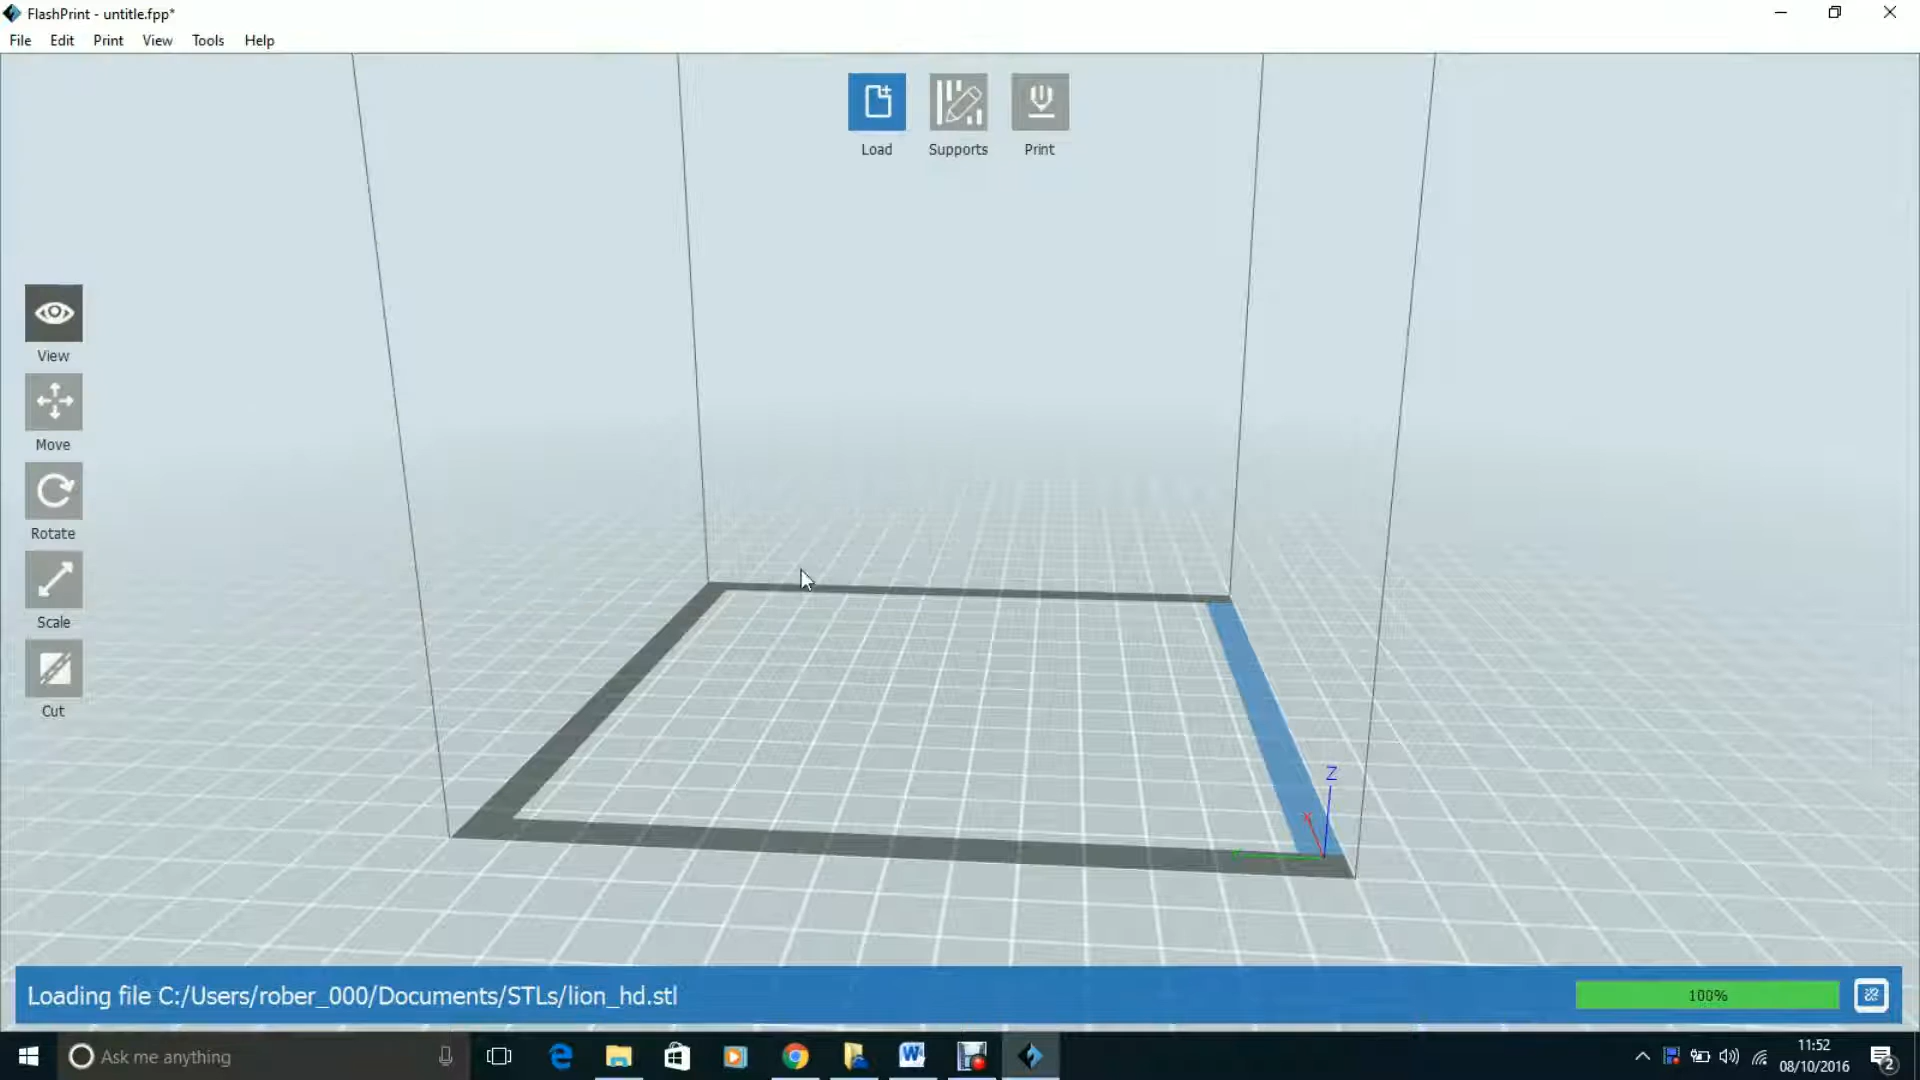 FlashPrint - untitle.fpp*
File Edit Print View Tools Help
Load Supports Print
View
Move
Rotate
Scale
Cut
Z
Loading file C:/Users/rober_000/Documents/STLs/lion_hd.stl
100%
Ask me anything
11:52
08/10/2016
2